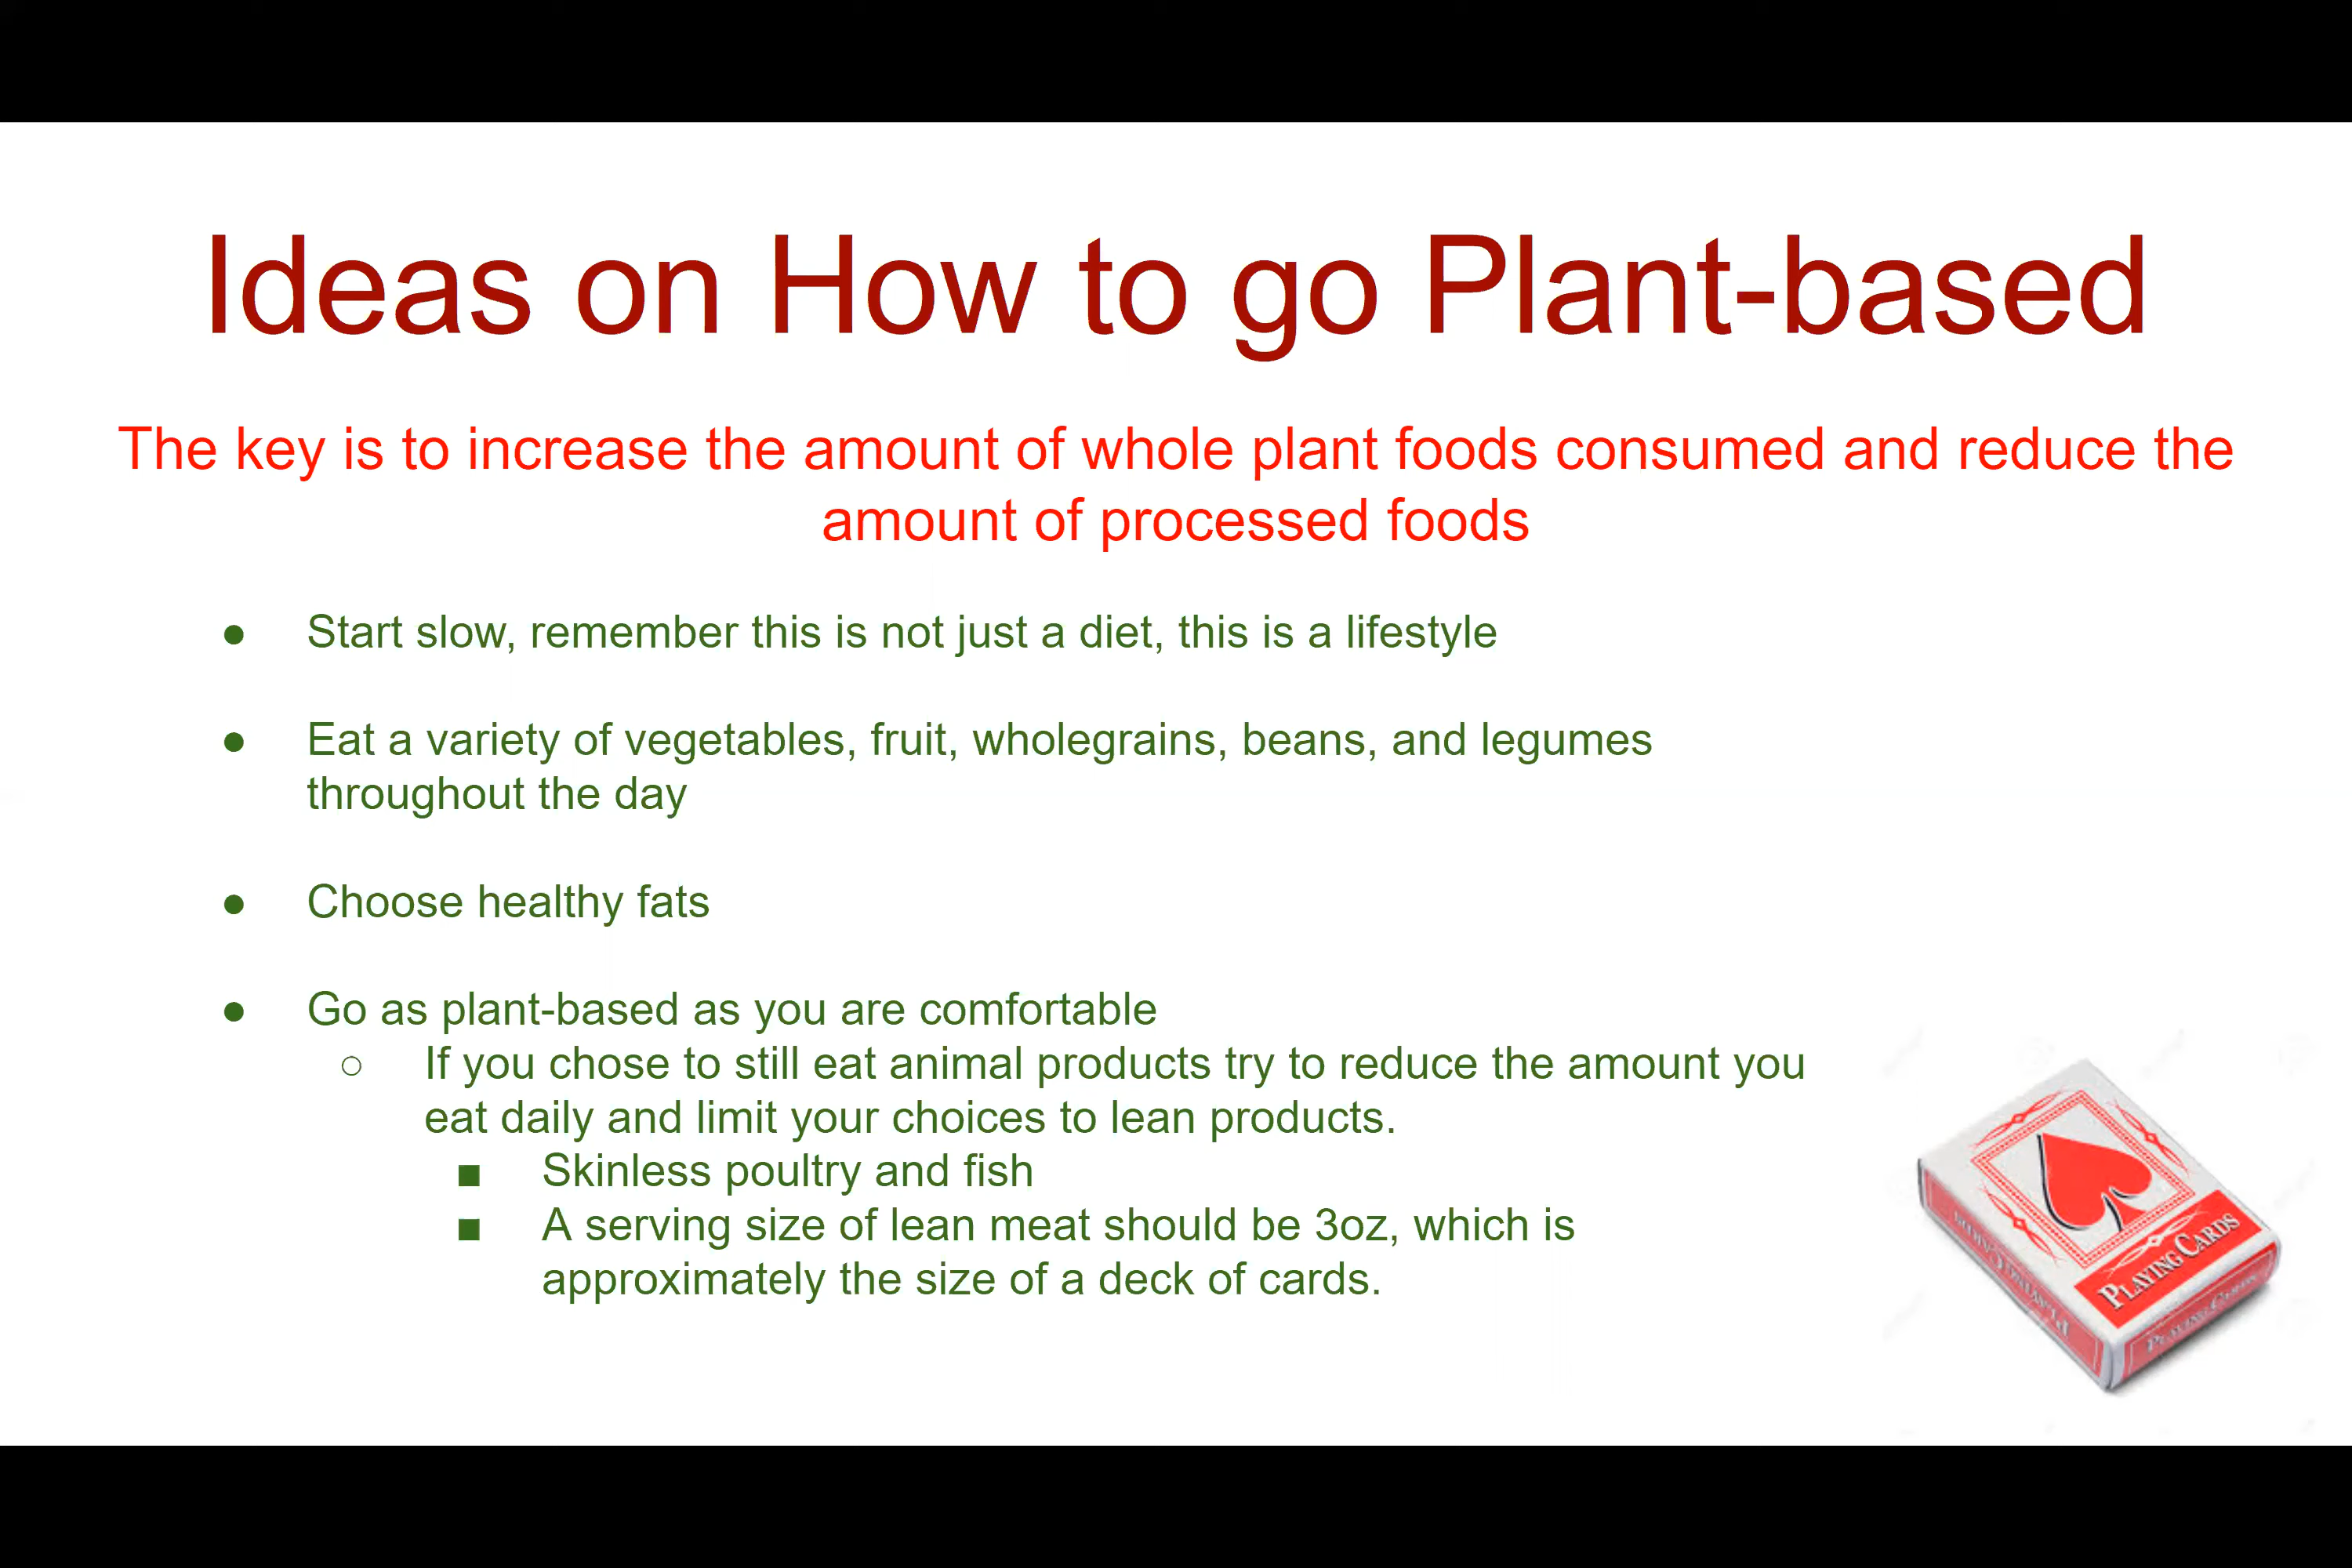 Ideas on How to go Plant-based
The key is to increase the amount of whole plant foods consumed and reduce the
amount of processed foods
● Start slow, remember this is not just a diet, this is a lifestyle
● Eat a variety of vegetables, fruit, wholegrains, beans, and legumes
throughout the day
● Choose healthy fats
● Go as plant-based as you are comfortable
○ If you chose to still eat animal products try to reduce the amount you
eat daily and limit your choices to lean products.
■ Skinless poultry and fish
■ A serving size of lean meat should be 3oz, which is
approximately the size of a deck of cards.
PLAYING CARDS
PLAYING CARDS
PLAYING CARDS